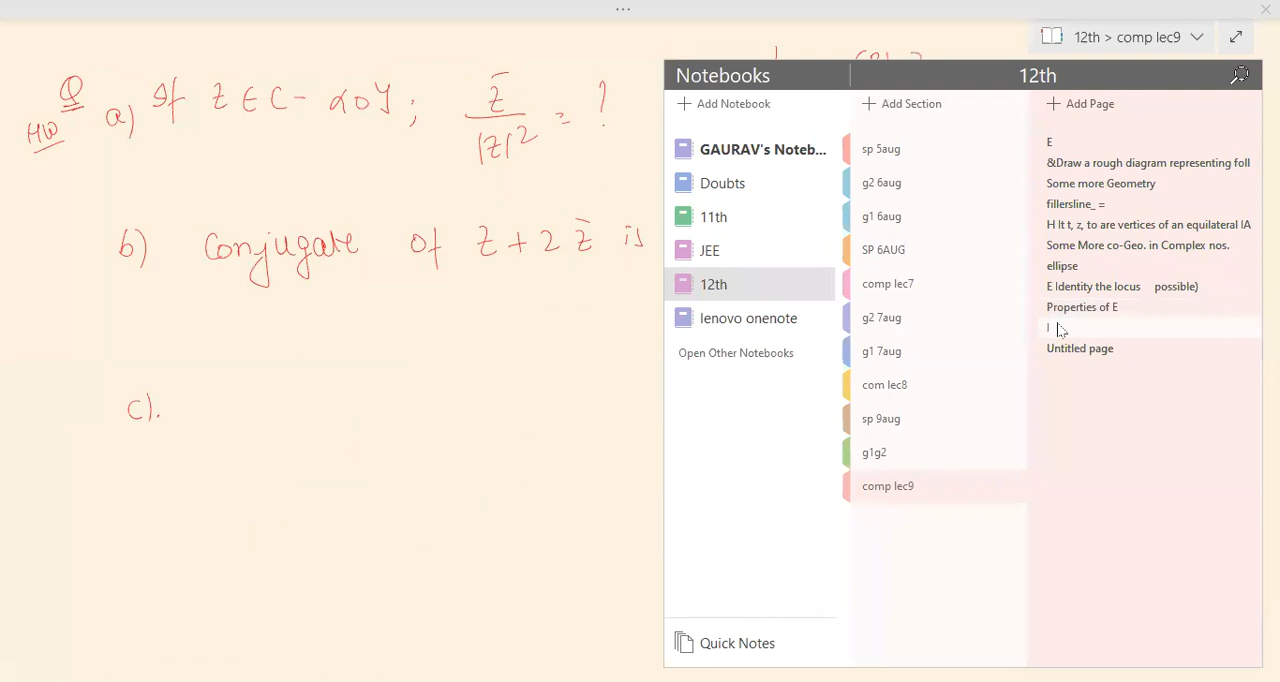 12th > comp lec9
Q
HW
a) If z ∈ C - {0} ; z̄ / |z|² = ?
b) Conjugate of z + 2 z̄ is
c).
Notebooks
12th
Add Notebook
GAURAV's Noteb...
Doubts
11th
JEE
12th
lenovo onenote
Open Other Notebooks
Quick Notes
Add Section
sp 5aug
g2 6aug
g1 6aug
SP 6AUG
comp lec7
g2 7aug
g1 7aug
com lec8
sp 9aug
g1g2
comp lec9
Add Page
E
&Draw a rough diagram representing foll
Some more Geometry
fillersline_ =
H It t, z, to are vertices of an equilateral lA
Some More co-Geo. in Complex nos.
ellipse
E Identity the locus possible)
Properties of E
I
Untitled page